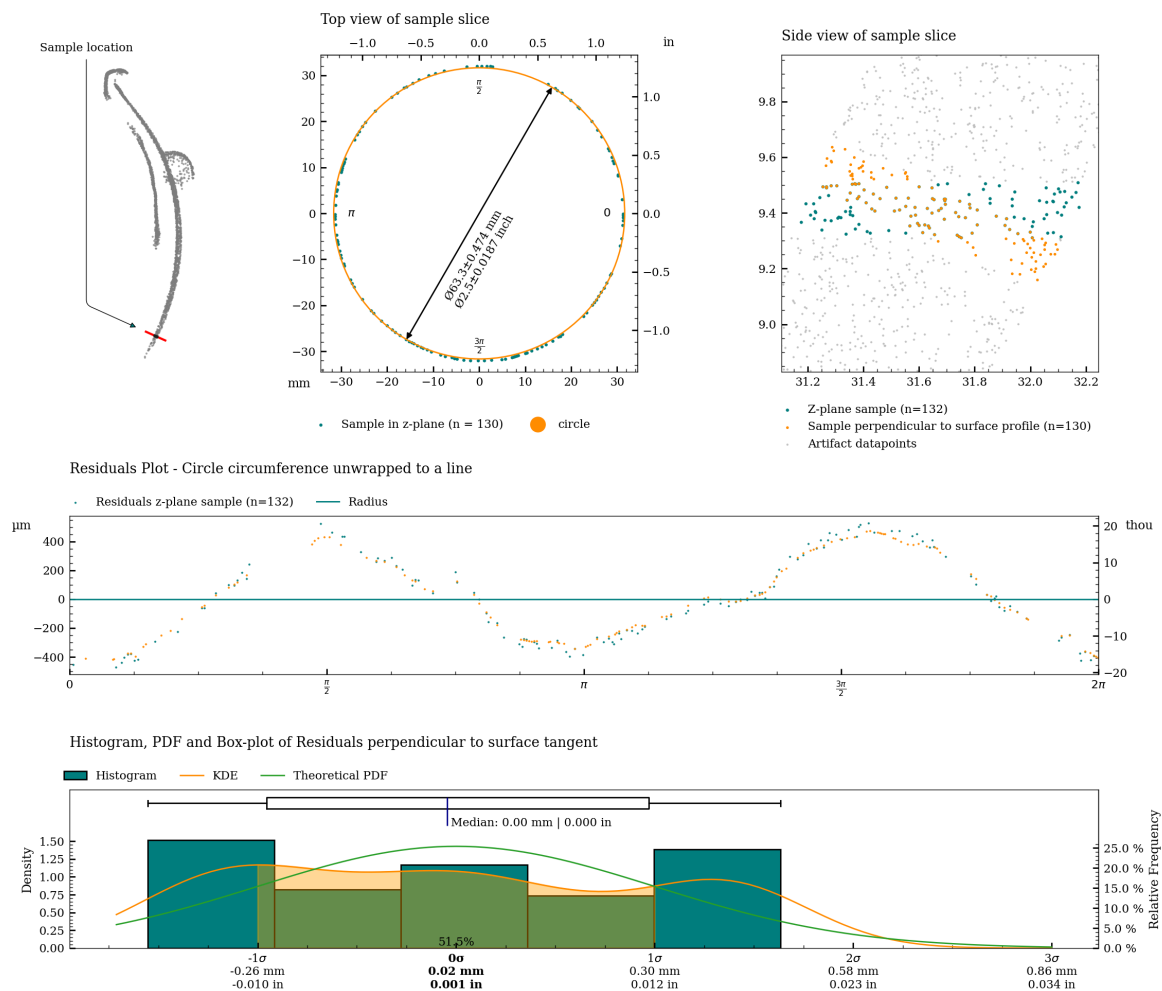 Top view of sample slice
Side view of sample slice
Sample location
−1.0 −0.5 0.0 0.5 1.0 in
30
20
10
0
−10
−20
−30
1.0
0.5
0.0
−0.5
−1.0
π/2
π
0
3π/2
Ø63.3±0.474 mm
Ø2.5±0.0187 inch
mm −30 −20 −10 0 10 20 30
9.8
9.6
9.4
9.2
9.0
31.2 31.4 31.6 31.8 32.0 32.2
Sample in z-plane (n = 130) circle
Z-plane sample (n=132)
Sample perpendicular to surface profile (n=130)
Artifact datapoints
Residuals Plot - Circle circumference unwrapped to a line
Residuals z-plane sample (n=132) Radius
µm
400
200
0
−200
−400
thou
20
10
0
−10
−20
0 π/2 π 3π/2 2π
Histogram, PDF and Box-plot of Residuals perpendicular to surface tangent
Histogram KDE Theoretical PDF
Median: 0.00 mm | 0.000 in
Density
1.50
1.25
1.00
0.75
0.50
0.25
0.00
Relative Frequency
25.0 %
20.0 %
15.0 %
10.0 %
5.0 %
0.0 %
51.5%
-1σ 0σ 1σ 2σ 3σ
-0.26 mm 0.02 mm 0.30 mm 0.58 mm 0.86 mm
-0.010 in 0.001 in 0.012 in 0.023 in 0.034 in